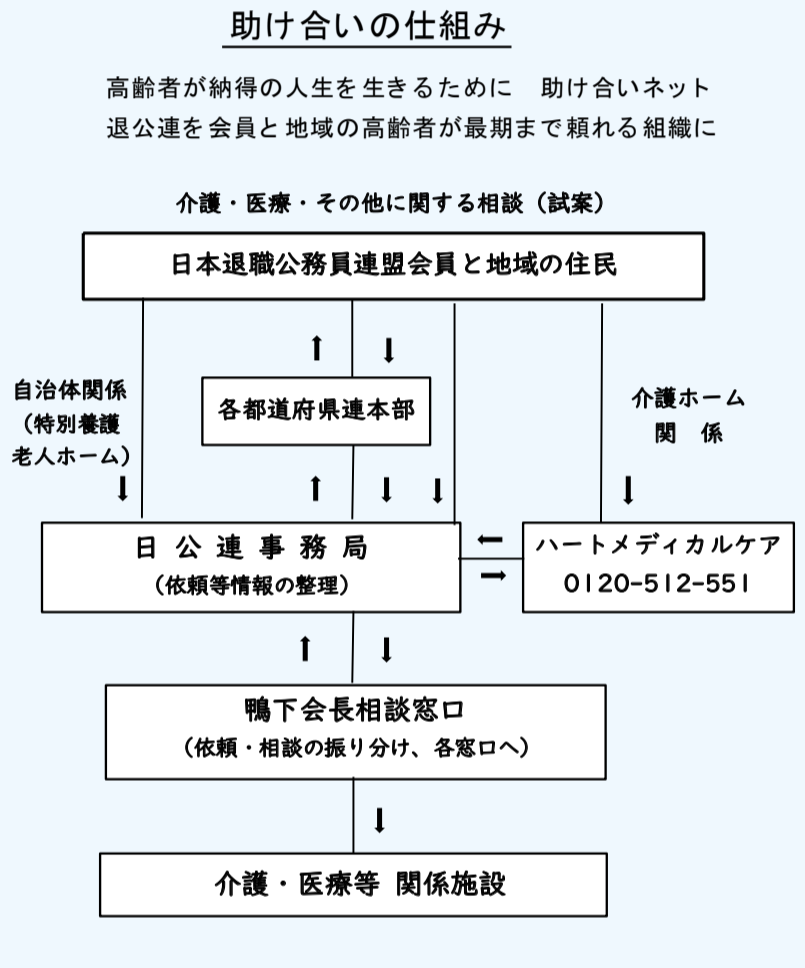 助け合いの仕組み
高齢者が納得の人生を生きるために　助け合いネット
退公連を会員と地域の高齢者が最期まで頼れる組織に
介護・医療・その他に関する相談（試案）
日本退職公務員連盟会員と地域の住民
⬆ ⬇
自治体関係
（特別養護
老人ホーム）
各都道府県連本部
介護ホーム
関　係
⬇ ⬆ ⬇ ⬇ ⬇
日 公 連 事 務 局
（依頼等情報の整理）
⬅
➡
ハートメディカルケア
0120-512-551
⬆ ⬇
鴨下会長相談窓口
（依頼・相談の振り分け、各窓口へ）
⬇
介護・医療等 関係施設